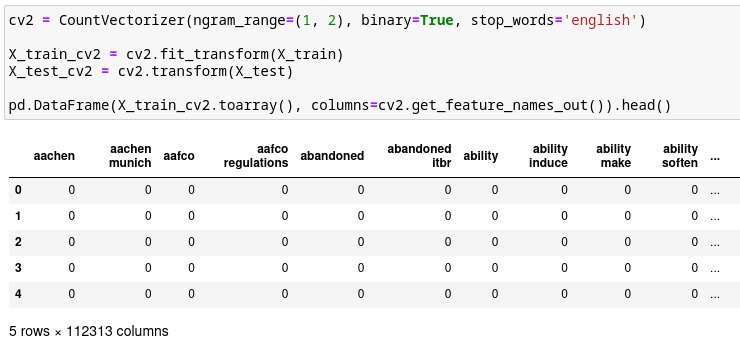 cv2 = CountVectorizer(ngram_range=(1, 2), binary=True, stop_words='english')
X_train_cv2 = cv2.fit_transform(X_train)
X_test_cv2 = cv2.transform(X_test)
pd.DataFrame(X_train_cv2.toarray(), columns=cv2.get_feature_names_out()).head()
aachen aachen munich aafco aafco regulations abandoned abandoned itbr ability ability induce ability make ability soften ...
0 0 0 0 0 0 0 0 0 0 0 ...
1 0 0 0 0 0 0 0 0 0 0 ...
2 0 0 0 0 0 0 0 0 0 0 ...
3 0 0 0 0 0 0 0 0 0 0 ...
4 0 0 0 0 0 0 0 0 0 0 ...
5 rows × 112313 columns